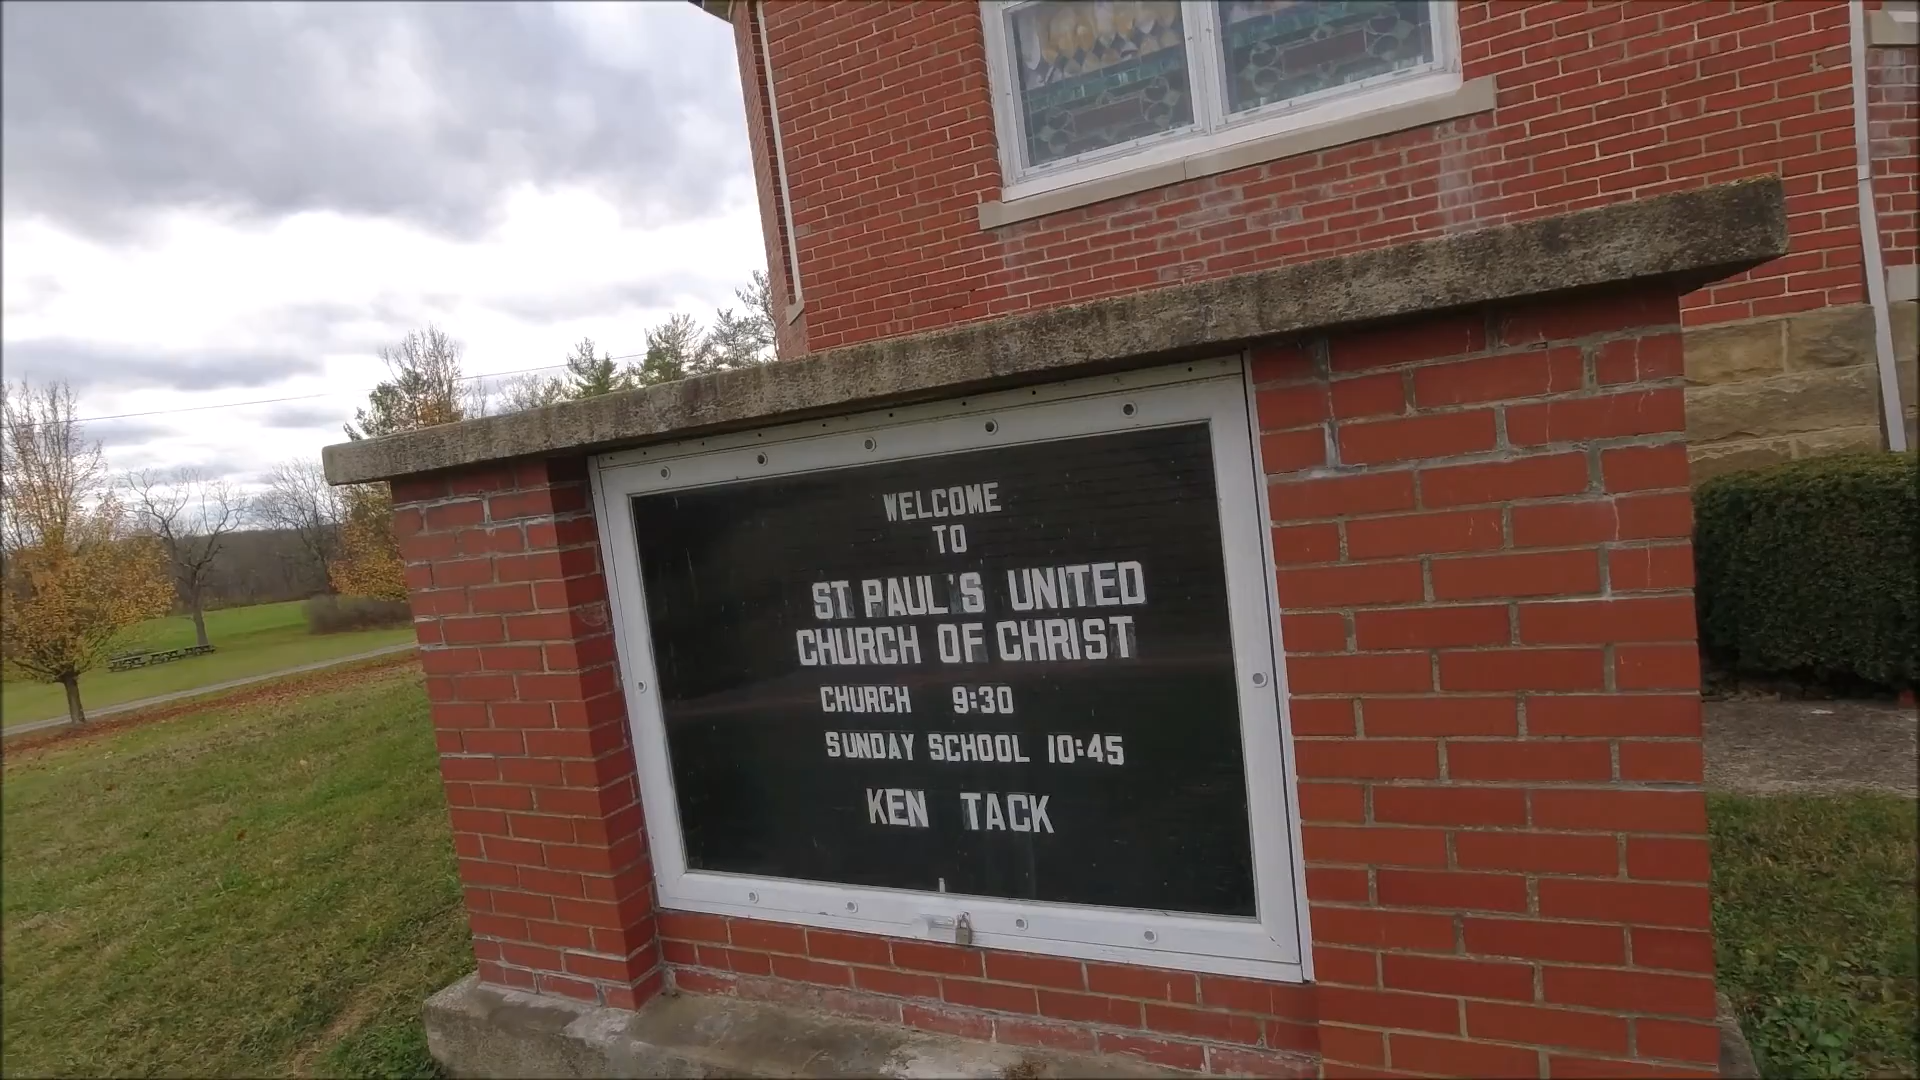 WELCOME
TO
ST PAUL'S UNITED
CHURCH OF CHRIST
CHURCH 9:30
SUNDAY SCHOOL 10:45
KEN TACK